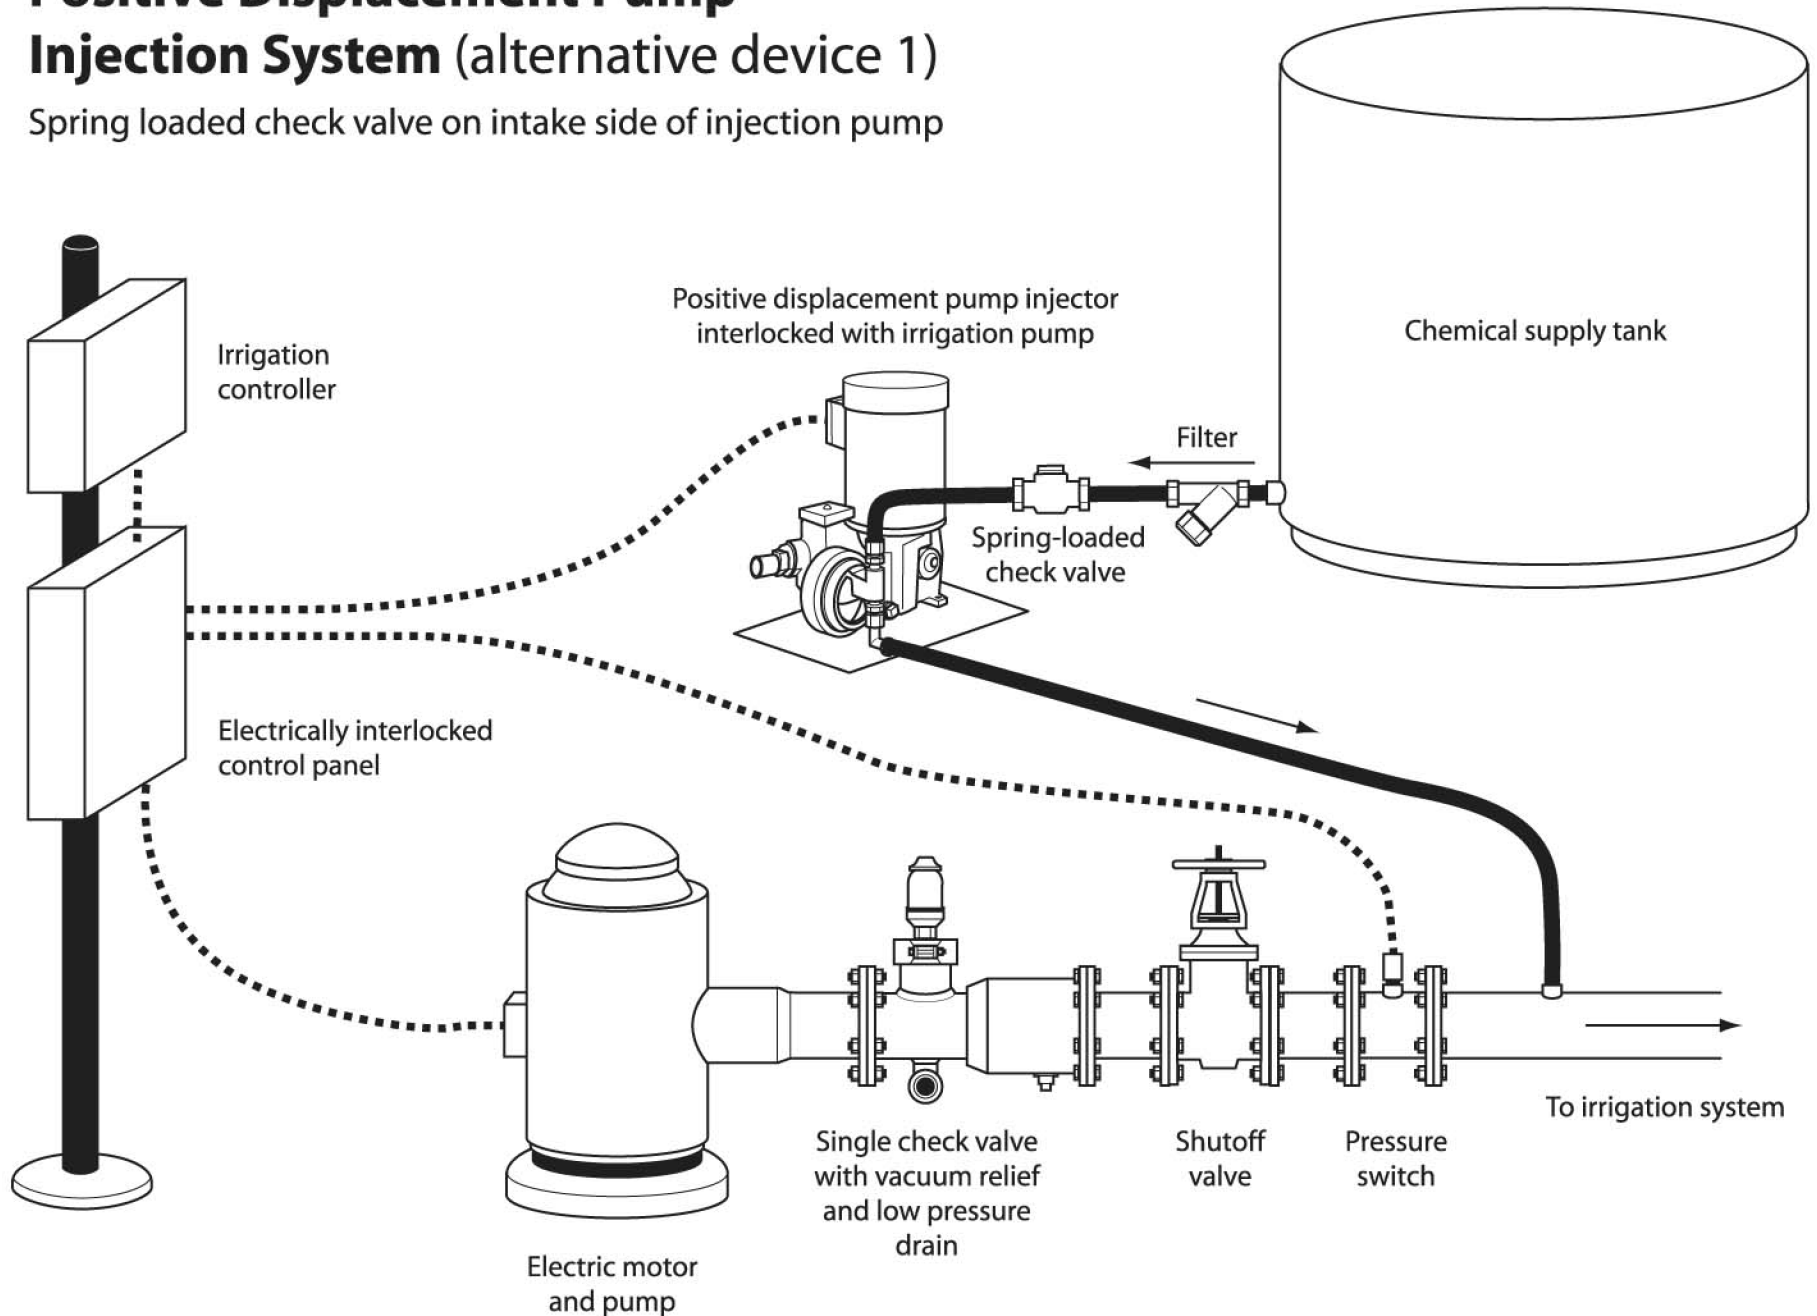 Positive Displacement Pump
Injection System (alternative device 1)
Spring loaded check valve on intake side of injection pump
Positive displacement pump injector
interlocked with irrigation pump
Chemical supply tank
Irrigation
controller
Filter
Spring-loaded
check valve
Electrically interlocked
control panel
To irrigation system
Single check valve
with vacuum relief
and low pressure
drain
Shutoff
valve
Pressure
switch
Electric motor
and pump